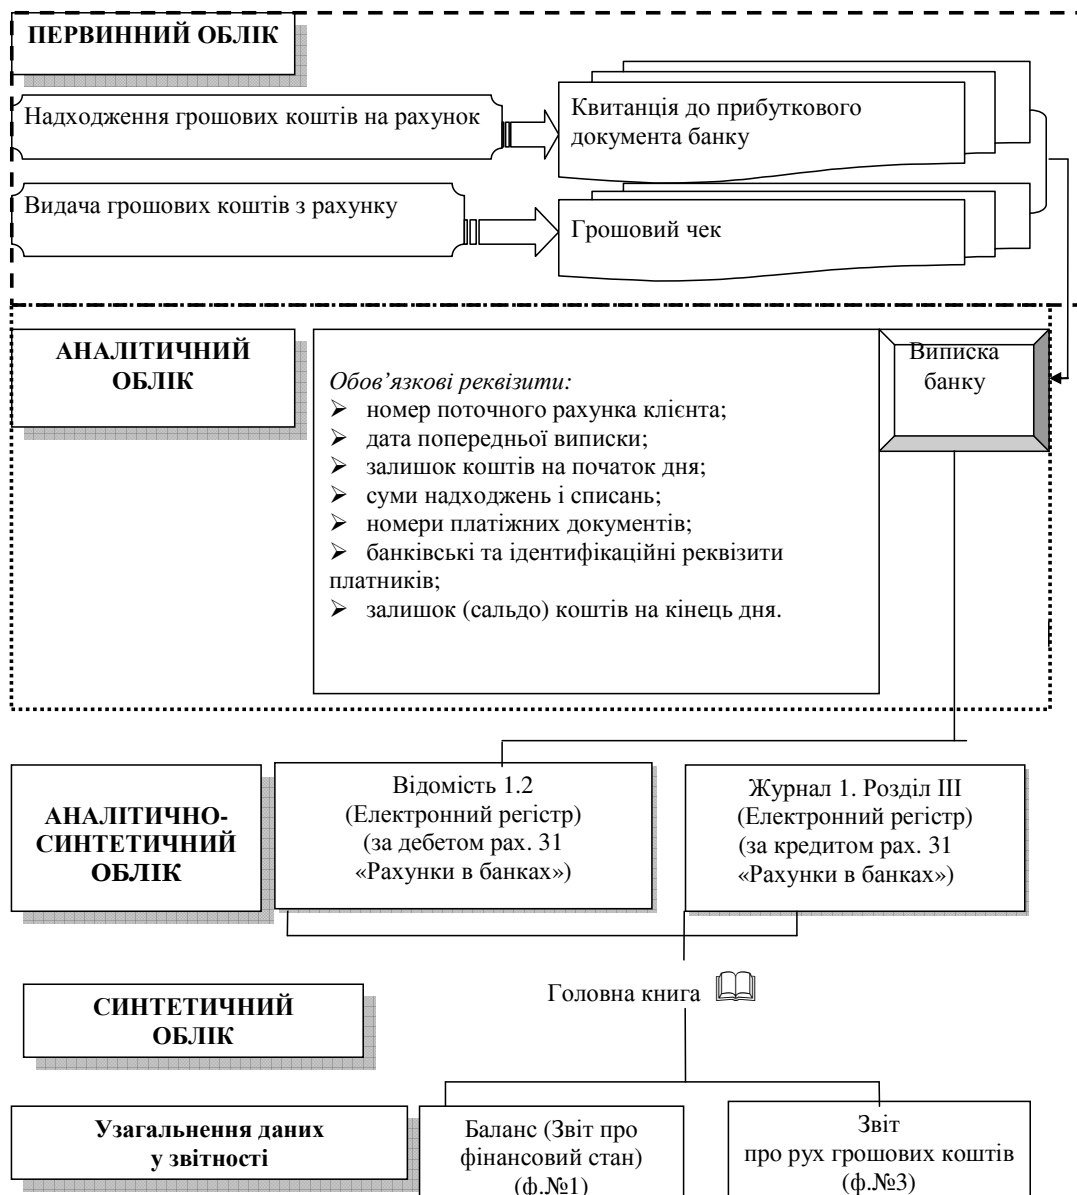 ПЕРВИННИЙ ОБЛІК
Надходження грошових коштів на рахунок
Квитанція до прибуткового
документа банку
Видача грошових коштів з рахунку
Грошовий чек
АНАЛІТИЧНИЙ
ОБЛІК
Обов’язкові реквізити:
➢ номер поточного рахунка клієнта;
➢ дата попередньої виписки;
➢ залишок коштів на початок дня;
➢ суми надходжень і списань;
➢ номери платіжних документів;
➢ банківські та ідентифікаційні реквізити
платників;
➢ залишок (сальдо) коштів на кінець дня.
Виписка
банку
АНАЛІТИЧНО-
СИНТЕТИЧНИЙ
ОБЛІК
Відомість 1.2
(Електронний регістр)
(за дебетом рах. 31
«Рахунки в банках»)
Журнал 1. Розділ ІІІ
(Електронний регістр)
(за кредитом рах. 31
«Рахунки в банках»)
СИНТЕТИЧНИЙ
ОБЛІК
Головна книга
Узагальнення даних
у звітності
Баланс (Звіт про
фінансовий стан)
(ф.№1)
Звіт
про рух грошових коштів
(ф.№3)